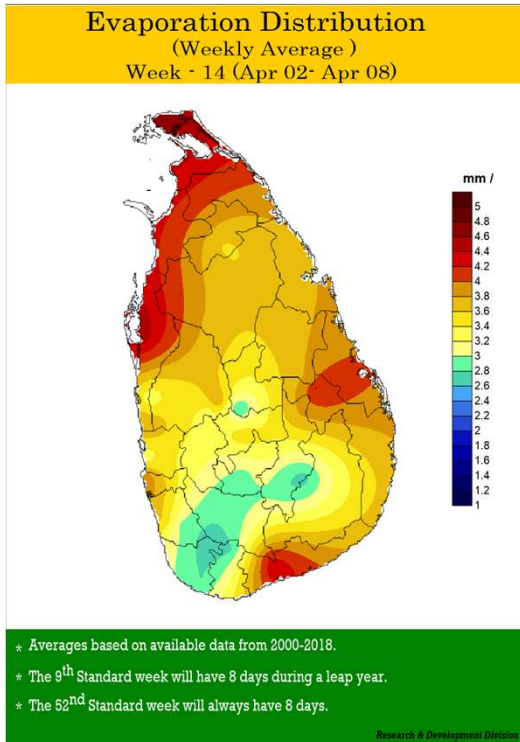 Evaporation Distribution
(Weekly Average )
Week - 14 (Apr 02- Apr 08)
mm /
5
4.8
4.6
4.4
4.2
4
3.8
3.6
3.4
3.2
3
2.8
2.6
2.4
2.2
2
1.8
1.6
1.4
1.2
1
* Averages based on available data from 2000-2018.
* The 9th Standard week will have 8 days during a leap year.
* The 52nd Standard week will always have 8 days.
Research & Development Division